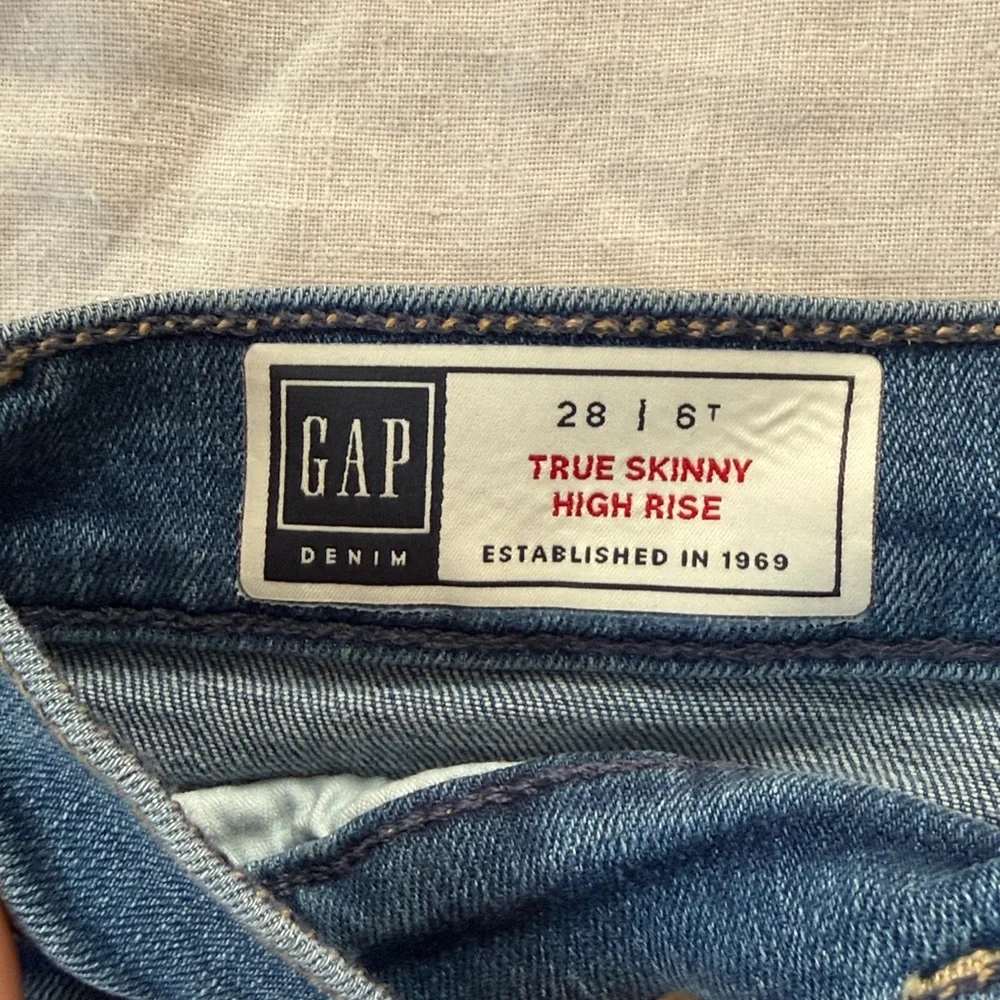 GAP
DENIM
28 | 6T
TRUE SKINNY
HIGH RISE
ESTABLISHED IN 1969